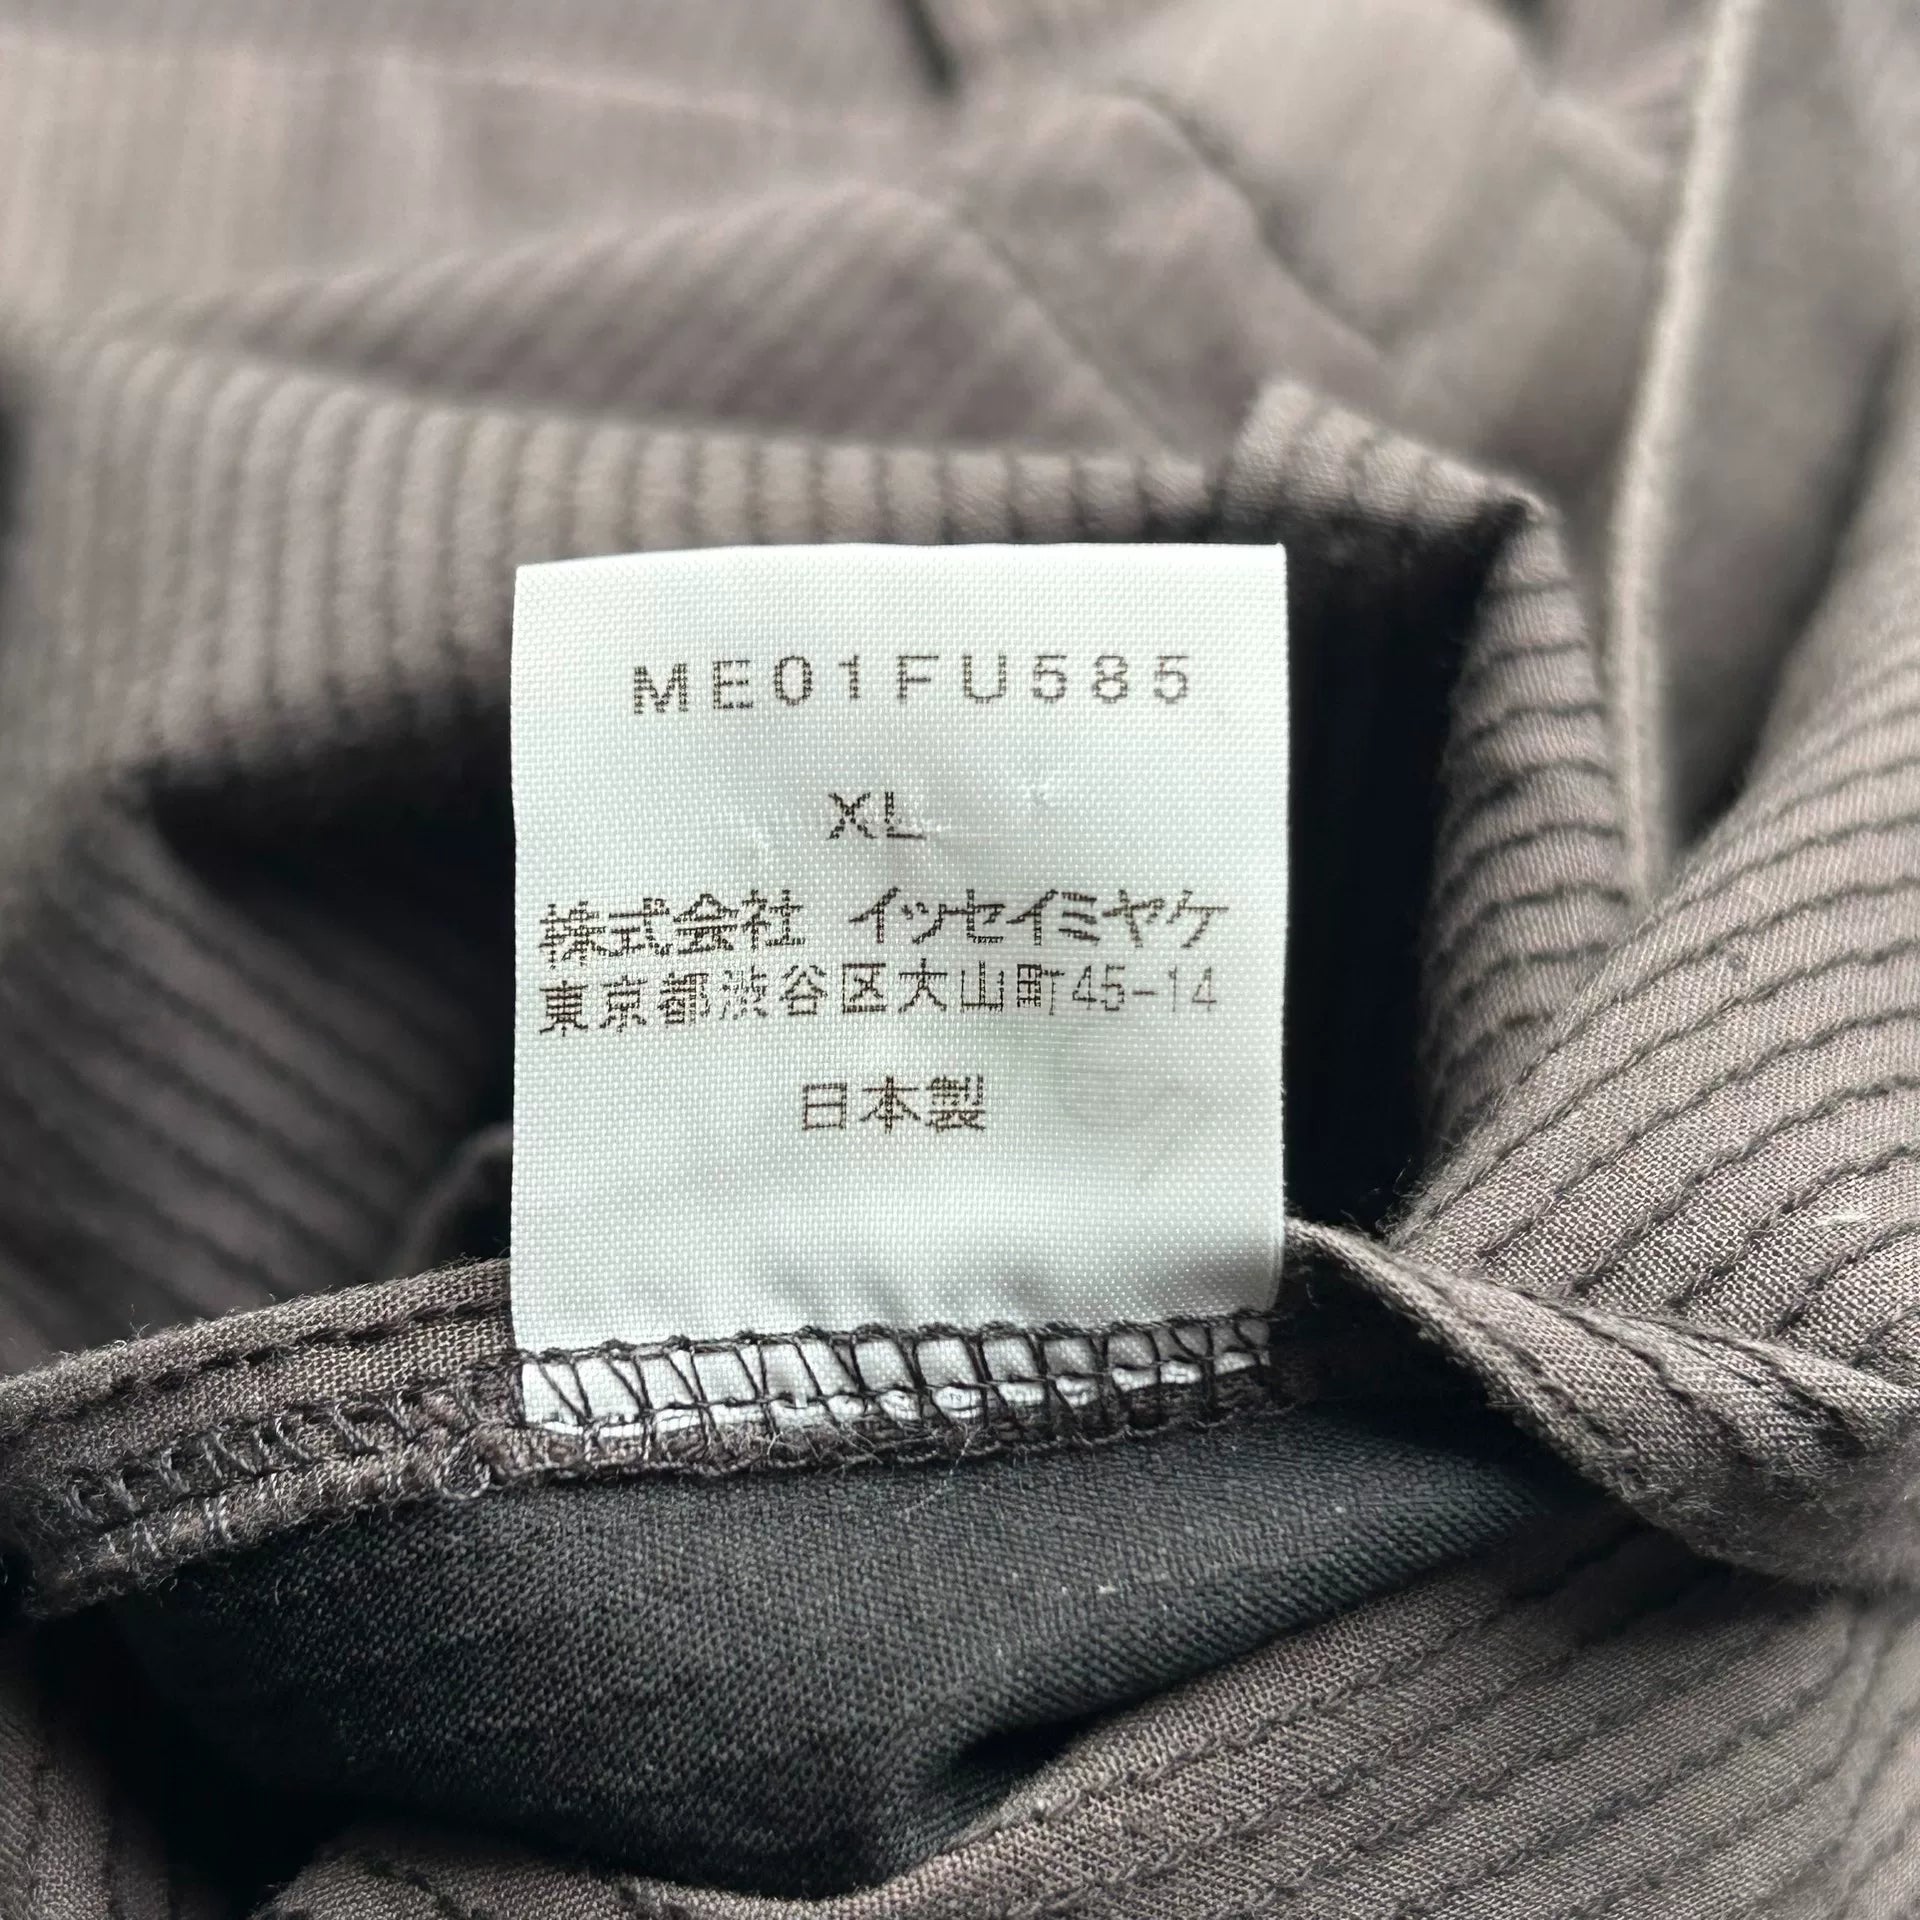 ME01FU585
XL
株式会社 イッセイミヤケ
東京都渋谷区大山町45-14
日本製